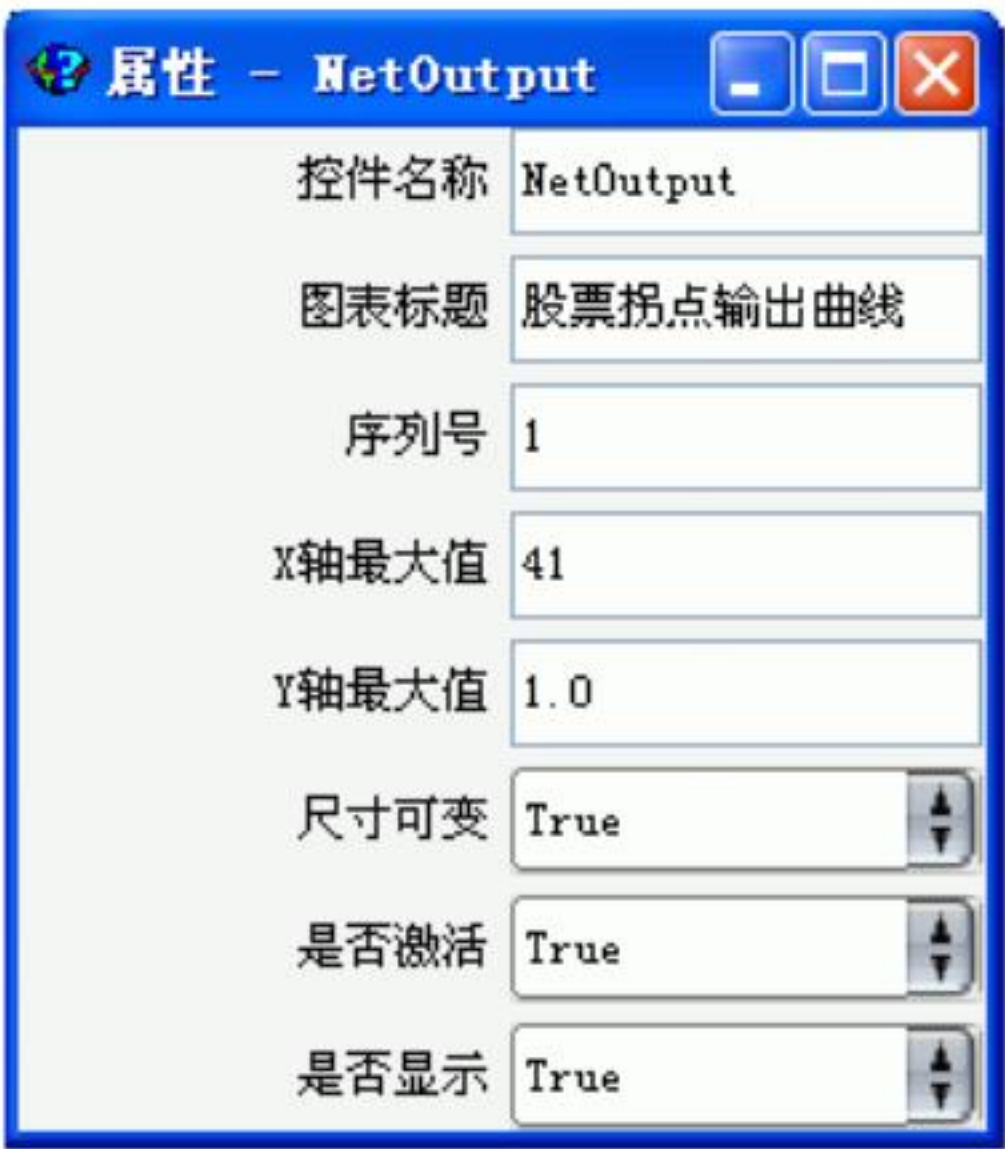 属性 - NetOutput
控件名称 NetOutput
图表标题 股票拐点输出曲线
序列号 1
X轴最大值 41
Y轴最大值 1.0
尺寸可变 True
是否激活 True
是否显示 True